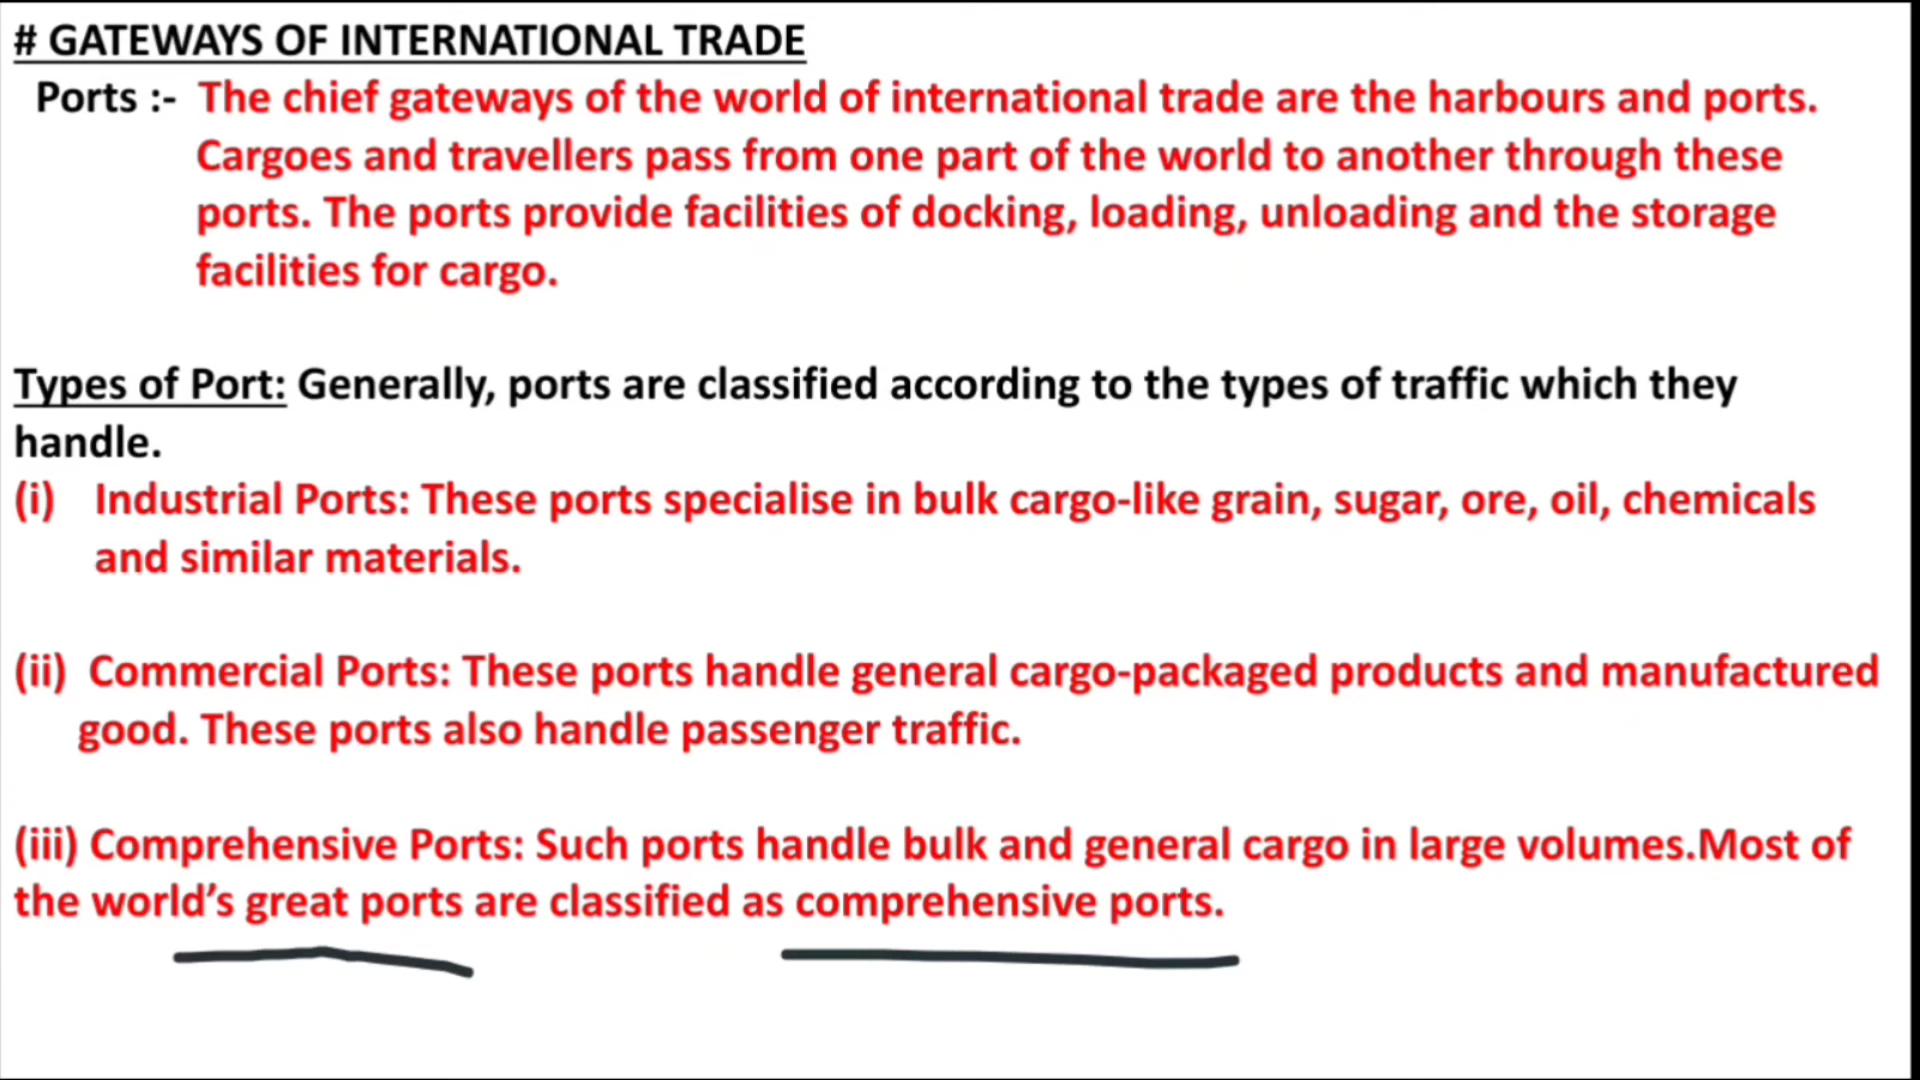 # GATEWAYS OF INTERNATIONAL TRADE
Ports :- The chief gateways of the world of international trade are the harbours and ports.
Cargoes and travellers pass from one part of the world to another through these
ports. The ports provide facilities of docking, loading, unloading and the storage
facilities for cargo.
Types of Port: Generally, ports are classified according to the types of traffic which they
handle.
(i) Industrial Ports: These ports specialise in bulk cargo-like grain, sugar, ore, oil, chemicals
and similar materials.
(ii) Commercial Ports: These ports handle general cargo-packaged products and manufactured
good. These ports also handle passenger traffic.
(iii) Comprehensive Ports: Such ports handle bulk and general cargo in large volumes.Most of
the world’s great ports are classified as comprehensive ports.